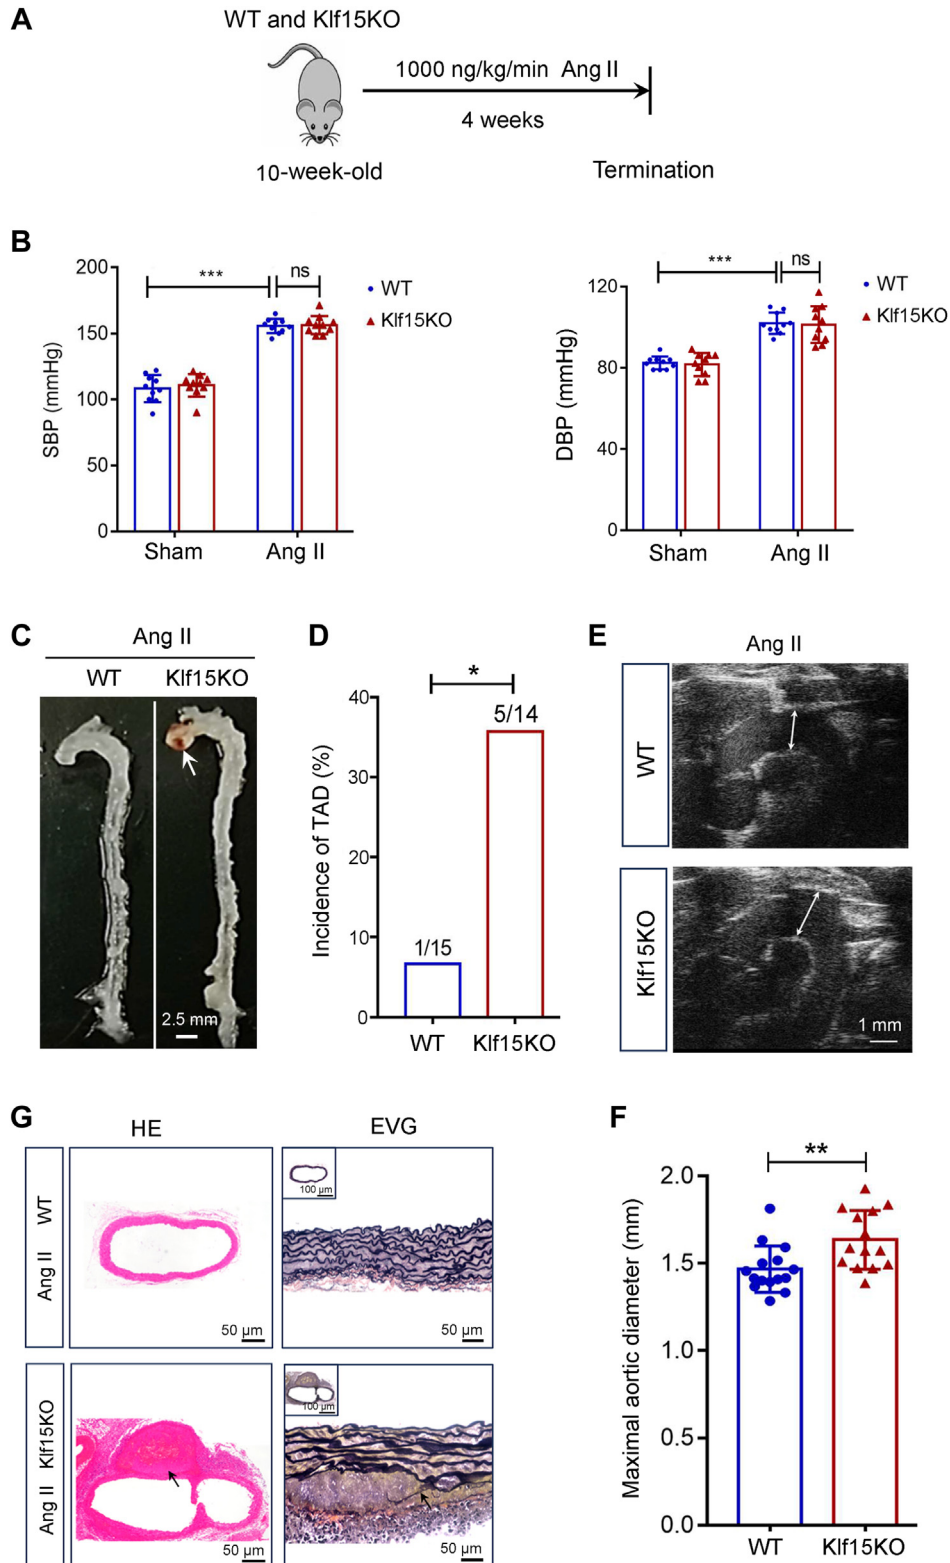 A
WT and Klf15KO
1000 ng/kg/min Ang II
4 weeks
10-week-old
Termination
B
SBP (mmHg)
200
150
100
50
0
***
ns
WT
Klf15KO
Sham
Ang II
DBP (mmHg)
120
80
40
0
***
ns
WT
Klf15KO
Sham
Ang II
C
Ang II
WT
Klf15KO
2.5 mm
D
*
Incidence of TAD (%)
40
30
20
10
0
1/15
5/14
WT
Klf15KO
E
Ang II
WT
Klf15KO
1 mm
G
HE
EVG
Ang II WT
50 µm
100 µm
50 µm
Ang II Klf15KO
50 µm
100 µm
50 µm
F
**
Maximal aortic diameter (mm)
2.0
1.5
1.0
0.5
0.0
WT
Klf15KO